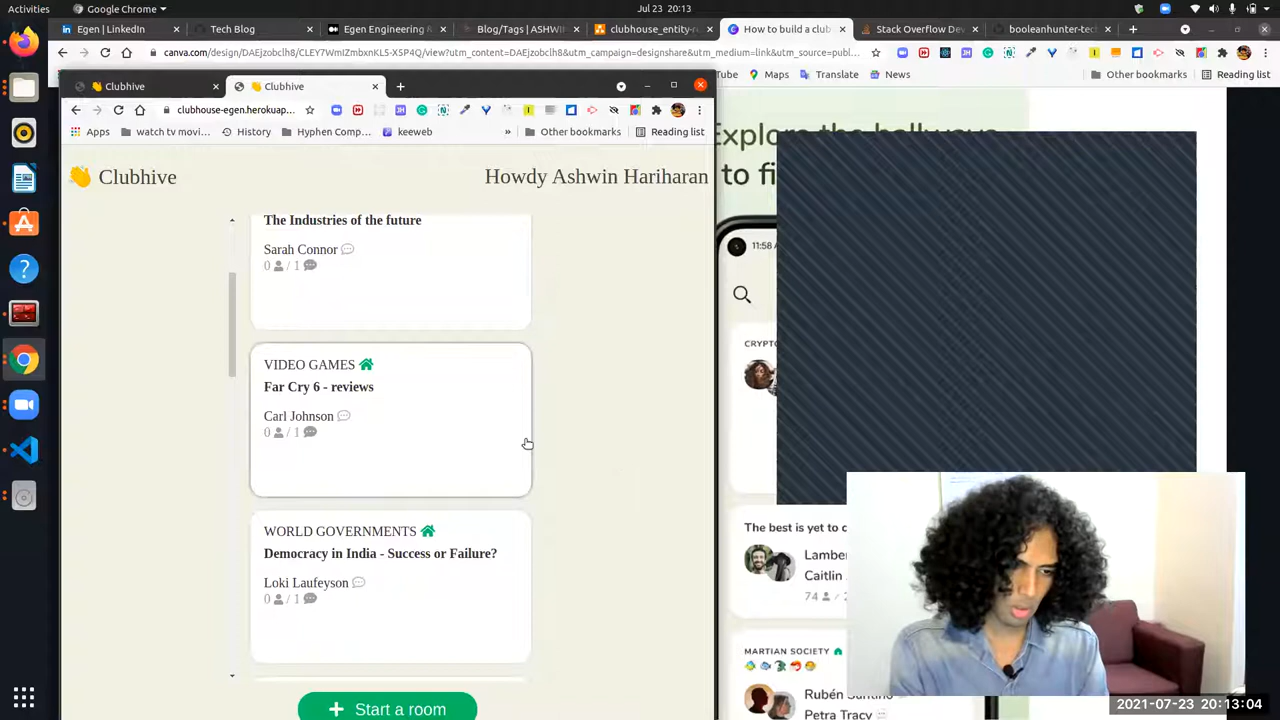 Activities
Google Chrome
Jul 23 20:13
Egen | LinkedIn
Tech Blog
Egen Engineering
Blog/Tags | ASHWI
clubhouse_entity-r
How to build a club
Stack Overflow Dev
booleanhunter-tec
canva.com/design/DAEjzobclh8/CLEY7WmIZmbxnKLS-X5P4Q/view?utm_content=DAEjzobclh8&utm_campaign=designshare&utm_medium=link&utm_source=publ...
Tube
Maps
Translate
News
Other bookmarks
Reading list
Clubhive
Clubhive
clubhouse-egen.herokuap...
Apps
watch tv movi...
History
Hyphen Comp...
keeweb
»
Other bookmarks
Reading list
Clubhive
Howdy Ashwin Hariharan
The Industries of the future
Sarah Connor
0 / 1
VIDEO GAMES
Far Cry 6 - reviews
Carl Johnson
0 / 1
WORLD GOVERNMENTS
Democracy in India - Success or Failure?
Loki Laufeyson
0 / 1
+ Start a room
Explore the hallways
to fi
11:58
CRYPTO
The best is yet to c
Lamber
Caitlin
74 / 2
MARTIAN SOCIETY
Rubén Santino
Petra Tracy
2021-07-23 20:13:04